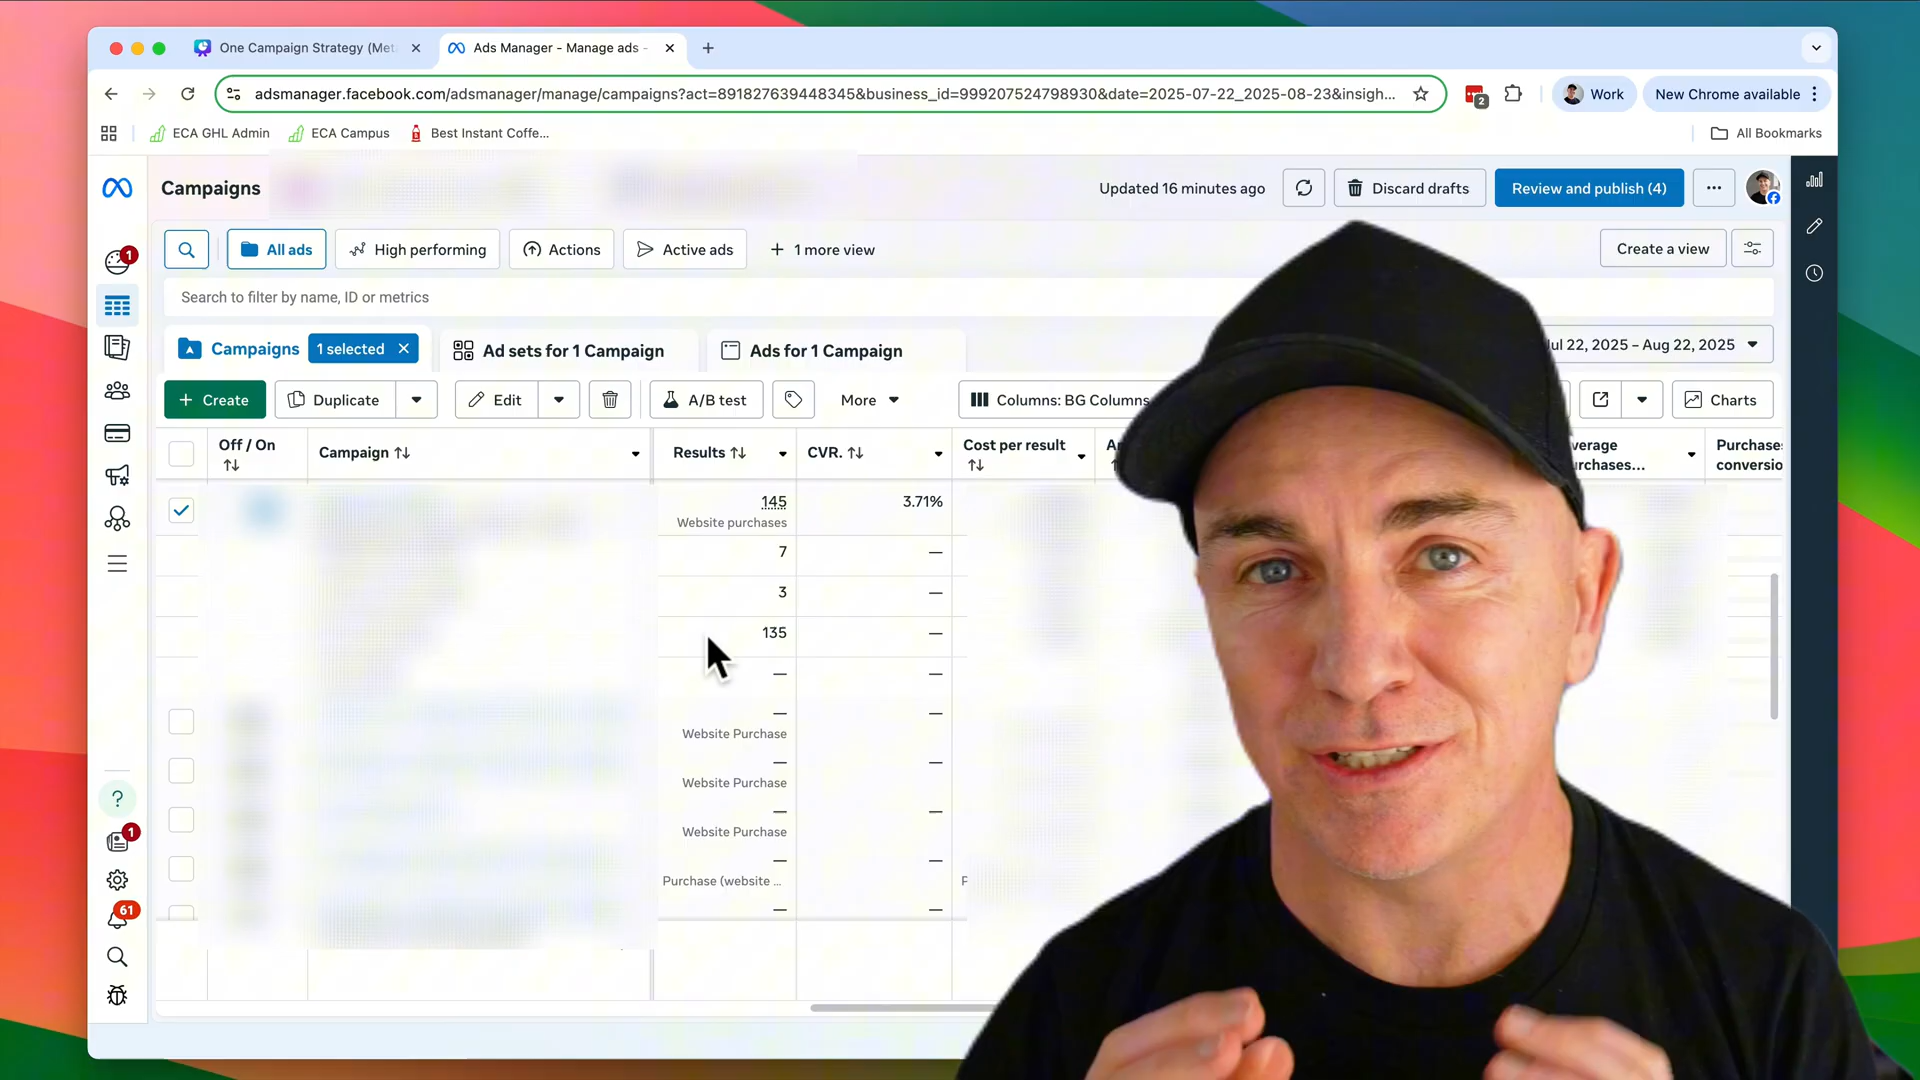 One Campaign Strategy (Met
Ads Manager - Manage ads -
adsmanager.facebook.com/adsmanager/manage/campaigns?act=891827639448345&business_id=999207524798930&date=2025-07-22_2025-08-23&insigh...
2
Work
New Chrome available
ECA GHL Admin
ECA Campus
Best Instant Coffe...
All Bookmarks
Campaigns
Updated 16 minutes ago
Discard drafts
Review and publish (4)
1
All ads
High performing
Actions
Active ads
+ 1 more view
Create a view
Search to filter by name, ID or metrics
Campaigns
1 selected
Ad sets for 1 Campaign
Ads for 1 Campaign
ul 22, 2025 – Aug 22, 2025
+ Create
Duplicate
Edit
A/B test
More
Columns: BG Columns
Charts
Off / On
Campaign
Results
CVR.
Cost per result
verage
rchases...
Purchases
conversio
145
Website purchases
3.71%
7
—
3
—
135
—
—
—
—
Website Purchase
—
—
Website Purchase
—
—
Website Purchase
—
—
Purchase (website ...
—
—
—
?
1
61